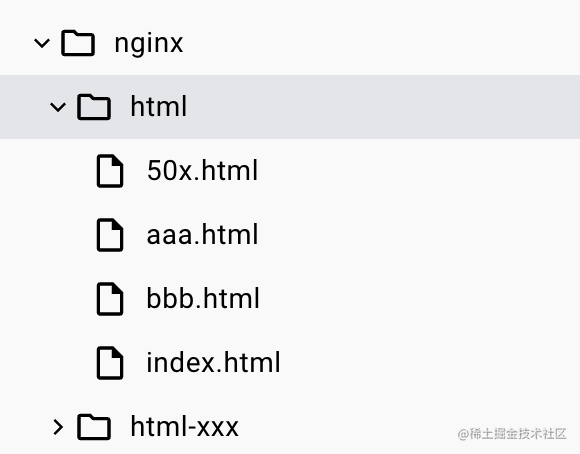 nginx
html
50x.html
aaa.html
bbb.html
index.html
html-xxx
@稀土掘金技术社区